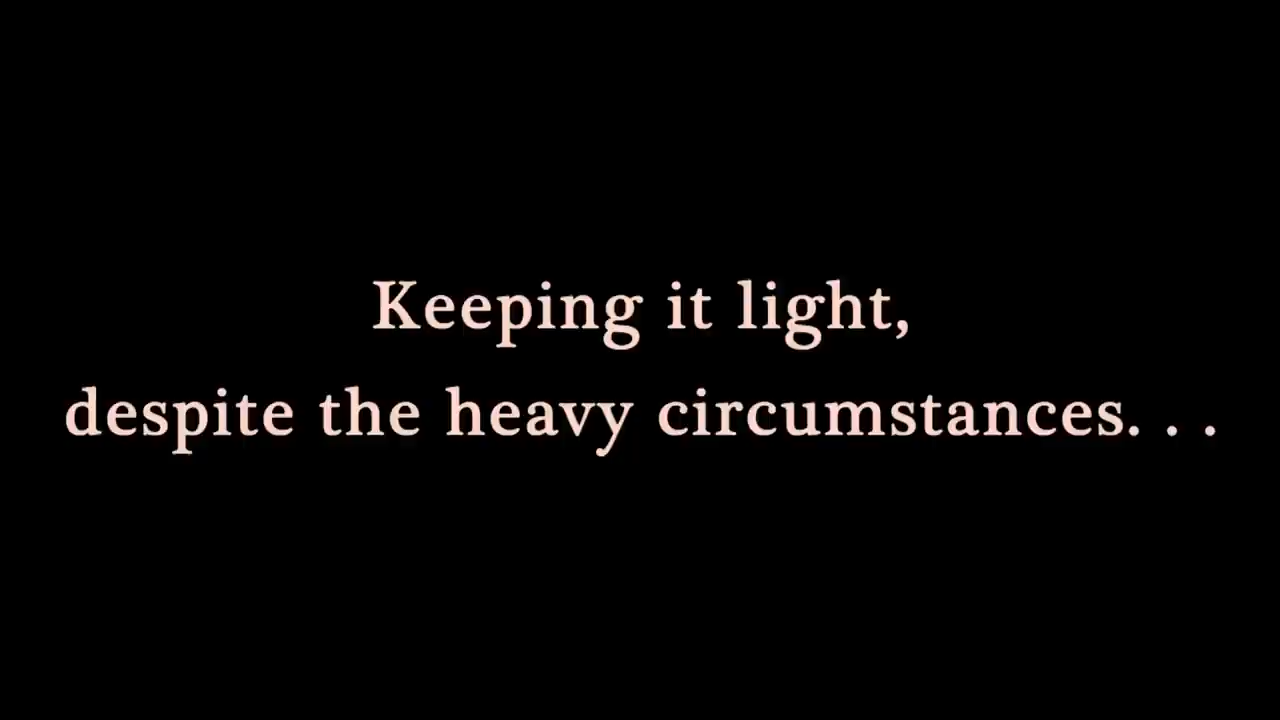 Keeping it light,
despite the heavy circumstances. . .